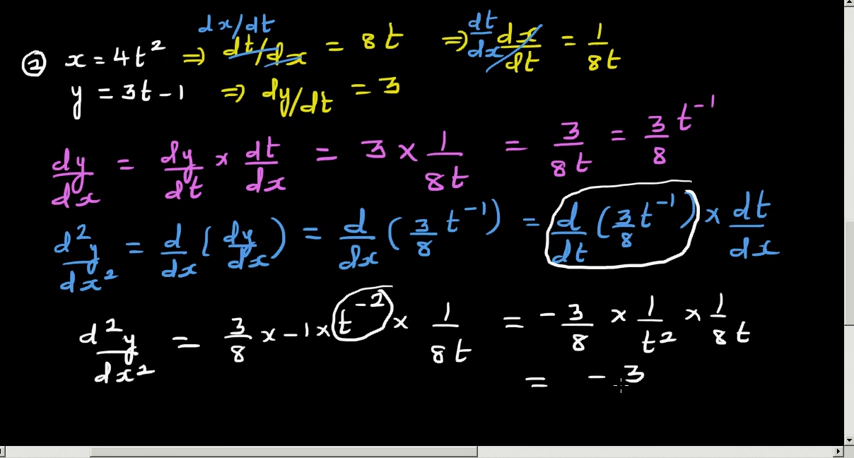 dx/dt dt
② x = 4t² ⇒ dt/dx = 8t ⇒ dt/dx dx/dt = 1/8t
y = 3t - 1 ⇒ dy/dt = 3
dy/dx = dy/dt × dt/dx = 3 × 1/8t = 3/8t = 3/8 t⁻¹
d²y/dx² = d/dx (dy/dx) = d/dx (3/8 t⁻¹) = d/dt (3/8 t⁻¹) × dt/dx
d²y/dx² = 3/8 × -1 × t⁻² × 1/8t = - 3/8 × 1/t² × 1/8t
= - 3